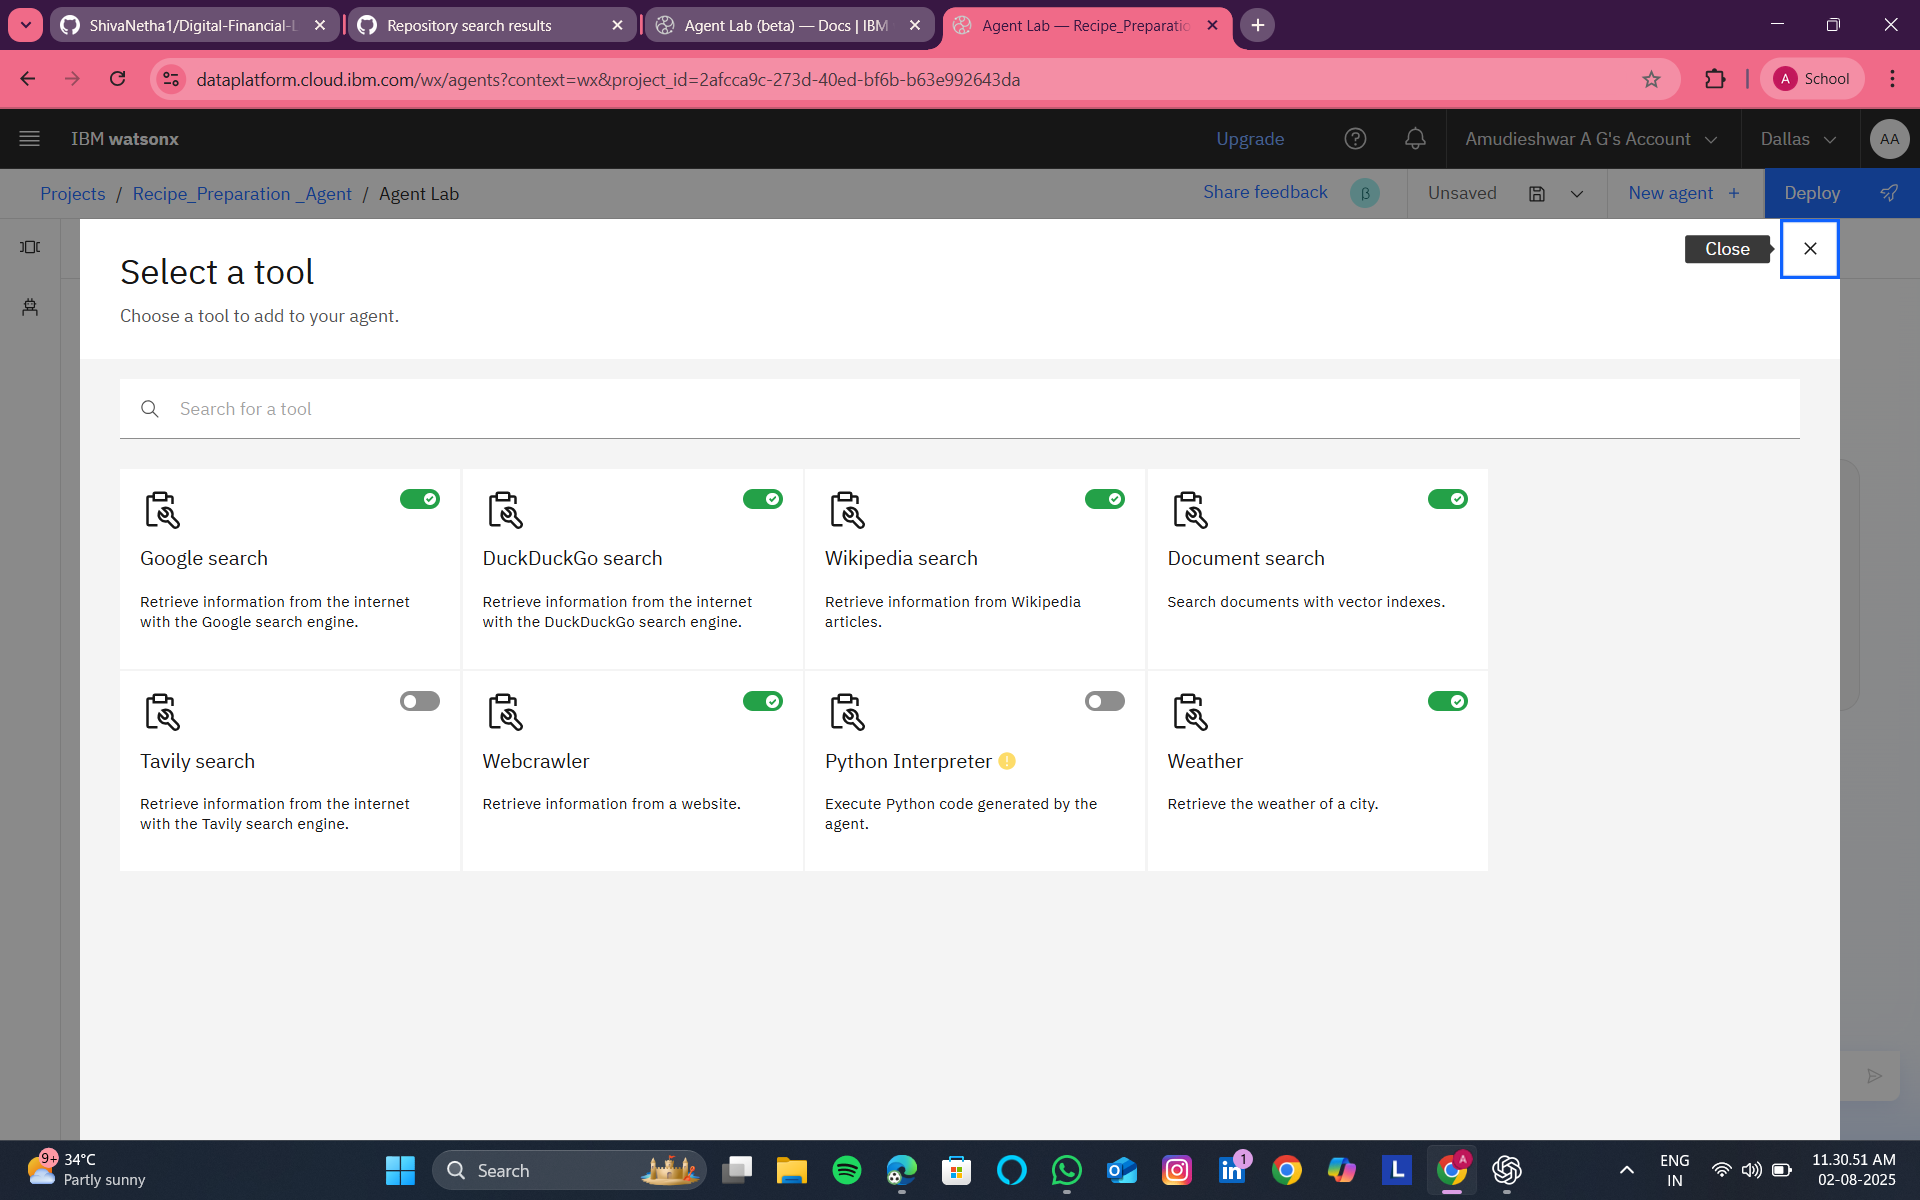 ShivaNetha1/Digital-Financial-L
Repository search results
Agent Lab (beta) — Docs | IBM
Agent Lab — Recipe_Preparatio
dataplatform.cloud.ibm.com/wx/agents?context=wx&project_id=2afcca9c-273d-40ed-bf6b-b63e992643da
A School
IBM watsonx
Upgrade
Amudieshwar A G's Account
Dallas
AA
Projects / Recipe_Preparation _Agent / Agent Lab
Share feedback
β
Unsaved
New agent +
Deploy
Select a tool
Close
Choose a tool to add to your agent.
Search for a tool
Google search
Retrieve information from the internet
with the Google search engine.
DuckDuckGo search
Retrieve information from the internet
with the DuckDuckGo search engine.
Wikipedia search
Retrieve information from Wikipedia
articles.
Document search
Search documents with vector indexes.
Tavily search
Retrieve information from the internet
with the Tavily search engine.
Webcrawler
Retrieve information from a website.
Python Interpreter
Execute Python code generated by the
agent.
Weather
Retrieve the weather of a city.
9+
34°C
Partly sunny
Search
1
L
A
ENG
IN
11.30.51 AM
02-08-2025